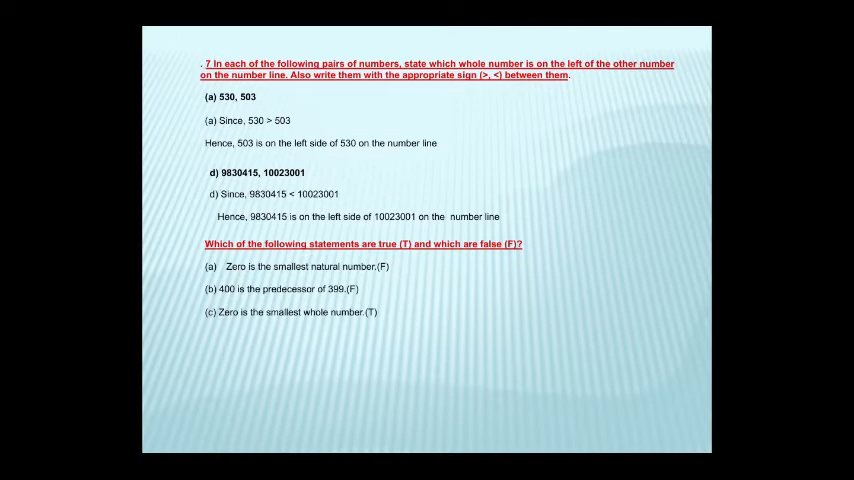 . 7 In each of the following pairs of numbers, state which whole number is on the left of the other number
on the number line. Also write them with the appropriate sign (>, <) between them.
(a) 530, 503
(a) Since, 530 > 503
Hence, 503 is on the left side of 530 on the number line
d) 9830415, 10023001
d) Since, 9830415 < 10023001
Hence, 9830415 is on the left side of 10023001 on the number line
Which of the following statements are true (T) and which are false (F)?
(a) Zero is the smallest natural number.(F)
(b) 400 is the predecessor of 399.(F)
(c) Zero is the smallest whole number.(T)